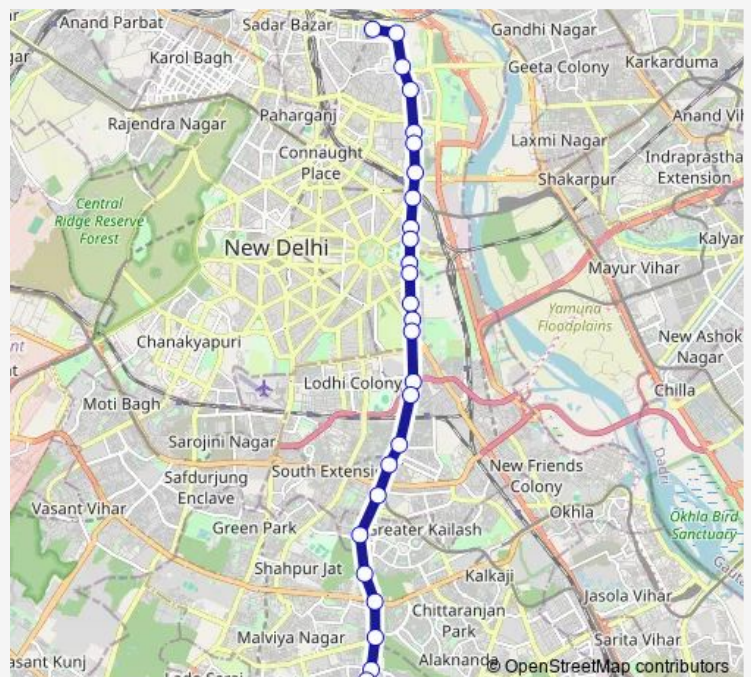 Anand Parbat
Sadar Bazar
Gandhi Nagar
Karol Bagh
Geeta Colony
Karkarduma
Rajendra Nagar
Paharganj
Anand Vih
Connaught
Place
Laxmi Nagar
Indraprastha
Extension
Shakarpur
Central
Ridge Reserve
Forest
New Delhi
Kalyan
Mayur Vihar
Yamuna
Floodplains
Chanakyapuri
New Ashok
Nagar
Lodhi Colony
Chilla
Moti Bagh
Sarojini Nagar
South Extensi
New Friends
Colony
Safdurjung
Enclave
Dadri
Vasant Vihar
Okhla
Okhla Bird
Sanctuary
Green Park
Greater Kailash
Shahpur Jat
Kalkaji
Jasola Vihar
Chittaranjan
Park
Malviya Nagar
Sarita Vihar
asant Kunj
Alaknanda
Lado Sarai
© OpenStreetMap contributors